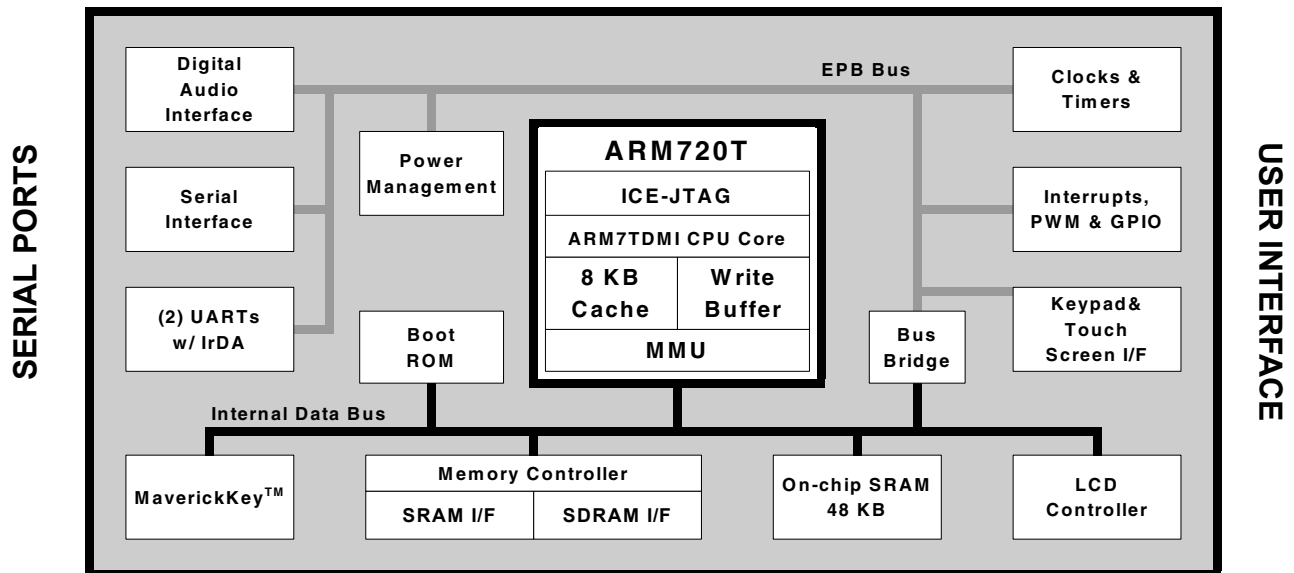 SERIAL PORTS
Digital
Audio
Interface
Serial
Interface
(2) UARTs
w/ IrDA
EPB Bus
Power
Management
ARM720T
ICE-JTAG
ARM7TDMI CPU Core
8 KB
Cache
Write
Buffer
MMU
Clocks &
Timers
Interrupts,
PWM & GPIO
Keypad&
Touch
Screen I/F
USER INTERFACE
Boot
ROM
Bus
Bridge
Internal Data Bus
MaverickKey™
Memory Controller
SRAM I/F
SDRAM I/F
On-chip SRAM
48 KB
LCD
Controller